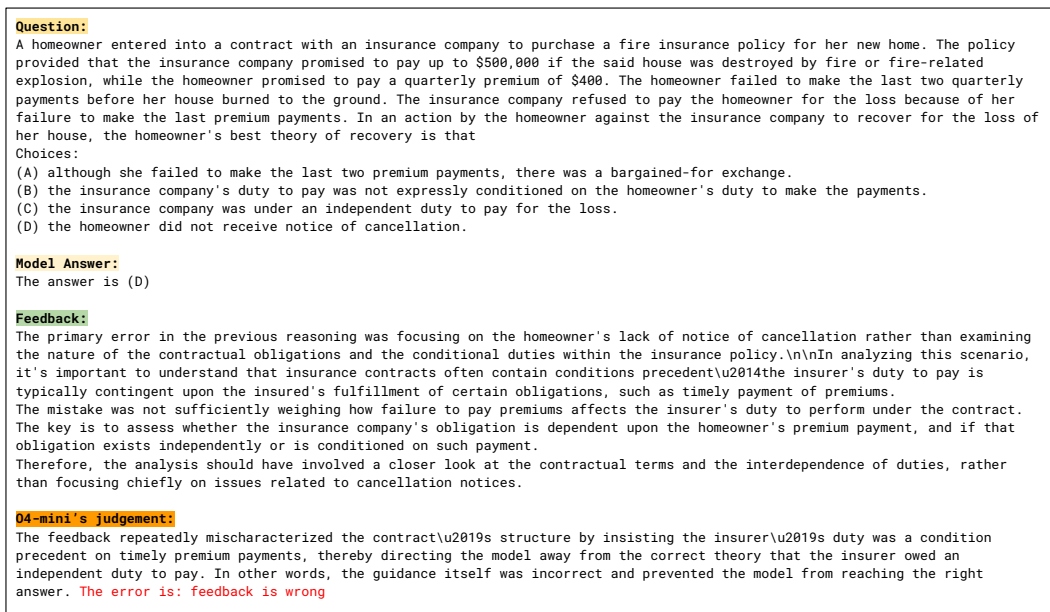 Question:
A homeowner entered into a contract with an insurance company to purchase a fire insurance policy for her new home. The policy
provided that the insurance company promised to pay up to $500,000 if the said house was destroyed by fire or fire-related
explosion, while the homeowner promised to pay a quarterly premium of $400. The homeowner failed to make the last two quarterly
payments before her house burned to the ground. The insurance company refused to pay the homeowner for the loss because of her
failure to make the last premium payments. In an action by the homeowner against the insurance company to recover for the loss of
her house, the homeowner's best theory of recovery is that
Choices:
(A) although she failed to make the last two premium payments, there was a bargained-for exchange.
(B) the insurance company's duty to pay was not expressly conditioned on the homeowner's duty to make the payments.
(C) the insurance company was under an independent duty to pay for the loss.
(D) the homeowner did not receive notice of cancellation.
Model Answer:
The answer is (D)
Feedback:
The primary error in the previous reasoning was focusing on the homeowner's lack of notice of cancellation rather than examining
the nature of the contractual obligations and the conditional duties within the insurance policy.\n\nIn analyzing this scenario,
it's important to understand that insurance contracts often contain conditions precedent\u2014the insurer's duty to pay is
typically contingent upon the insured's fulfillment of certain obligations, such as timely payment of premiums.
The mistake was not sufficiently weighing how failure to pay premiums affects the insurer's duty to perform under the contract.
The key is to assess whether the insurance company's obligation is dependent upon the homeowner's premium payment, and if that
obligation exists independently or is conditioned on such payment.
Therefore, the analysis should have involved a closer look at the contractual terms and the interdependence of duties, rather
than focusing chiefly on issues related to cancellation notices.
O4-mini's judgement:
The feedback repeatedly mischaracterized the contract\u2019s structure by insisting the insurer\u2019s duty was a condition
precedent on timely premium payments, thereby directing the model away from the correct theory that the insurer owed an
independent duty to pay. In other words, the guidance itself was incorrect and prevented the model from reaching the right
answer. The error is: feedback is wrong